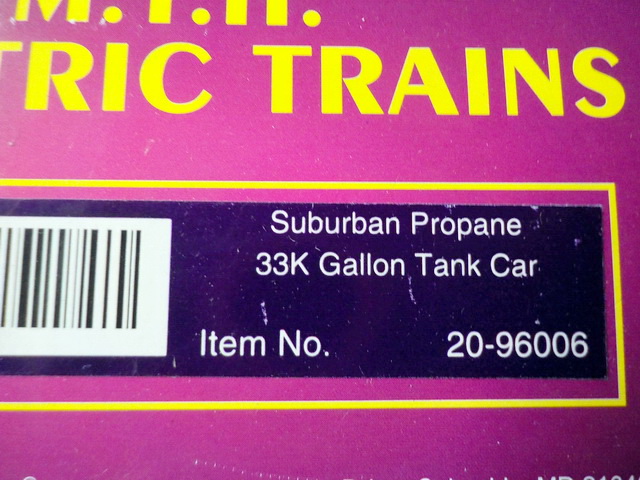 M.T.H.
TRIC TRAINS
Suburban Propane
33K Gallon Tank Car
Item No. 20-96006